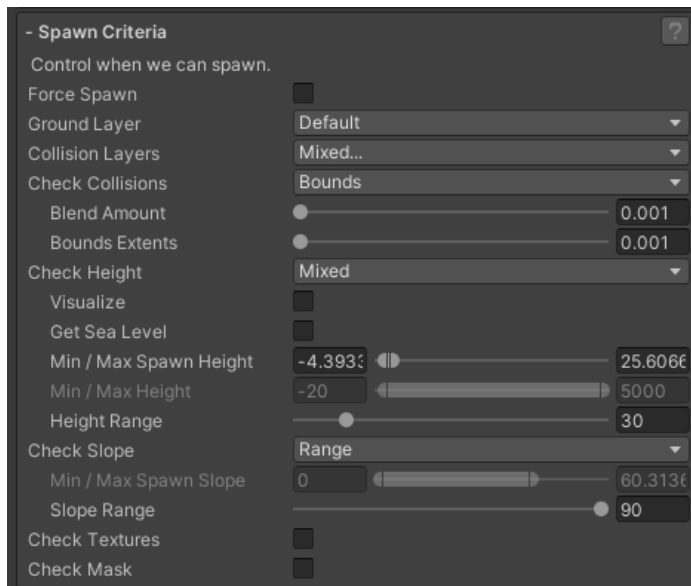 - Spawn Criteria ?
Control when we can spawn.
Force Spawn
Ground Layer Default
Collision Layers Mixed...
Check Collisions Bounds
Blend Amount 0.001
Bounds Extents 0.001
Check Height Mixed
Visualize
Get Sea Level
Min / Max Spawn Height -4.3933 25.6066
Min / Max Height -20 5000
Height Range 30
Check Slope Range
Min / Max Spawn Slope 0 60.3136
Slope Range 90
Check Textures
Check Mask